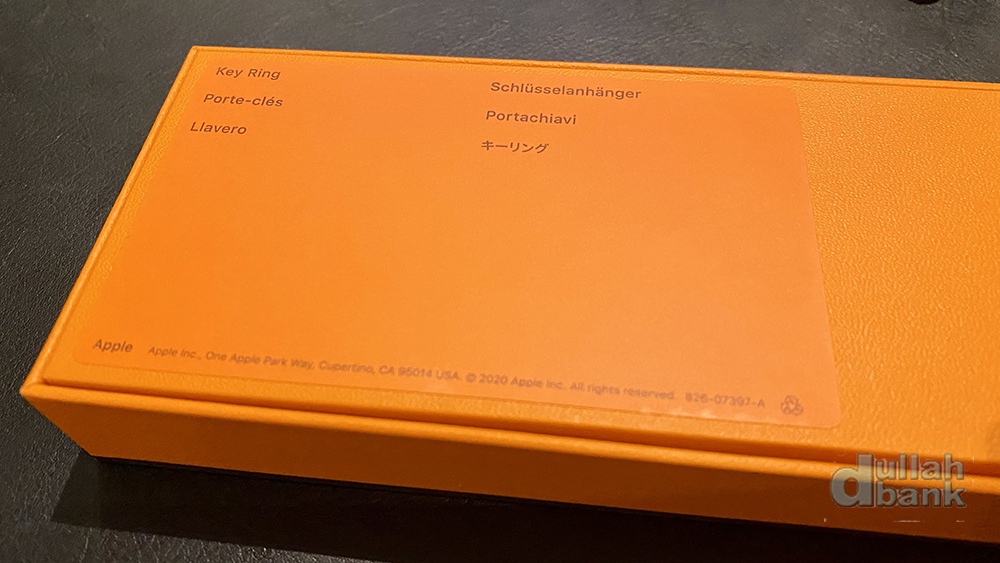 Key Ring
Porte-clés
Llavero
Schlüsselanhänger
Portachiavi
キーリング
Apple Apple Inc., One Apple Park Way, Cupertino, CA 95014 USA. © 2020 Apple Inc. All rights reserved. 826-07397-A
dullah
bank